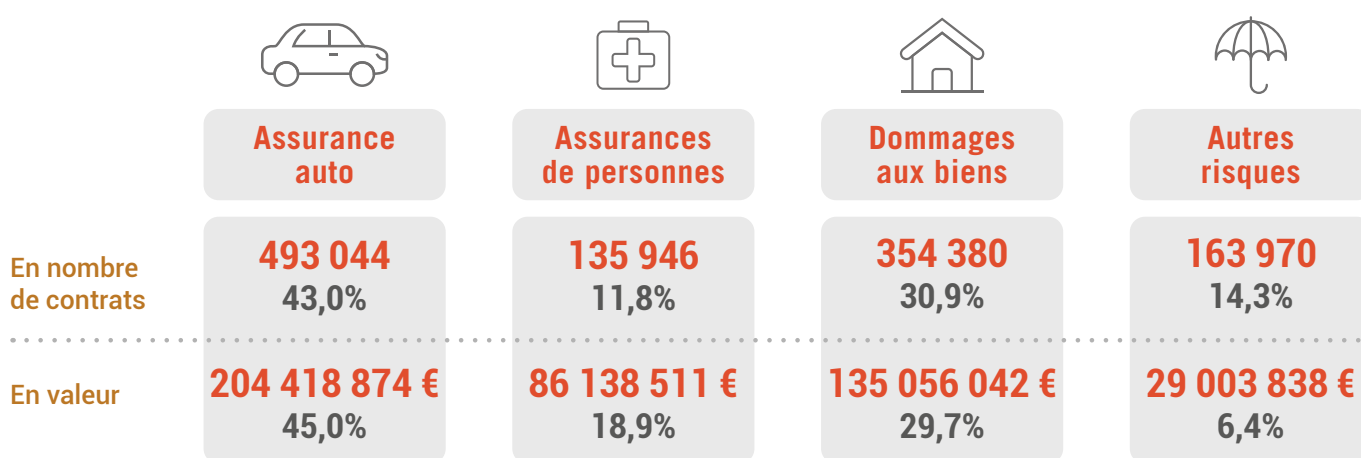 Assurance
auto
Assurances
de personnes
Dommages
aux biens
Autres
risques
En nombre
de contrats
493 044
43,0%
135 946
11,8%
354 380
30,9%
163 970
14,3%
En valeur
204 418 874 €
45,0%
86 138 511 €
18,9%
135 056 042 €
29,7%
29 003 838 €
6,4%